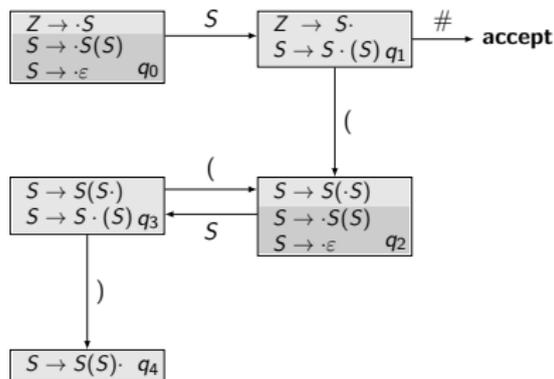 Z → ·S
S → ·S(S)
S → ·ε q₀
S
Z → S·
S → S · (S) q₁
#
accept
(
S → S(S·)
S → S · (S) q₃
(
S
S → S(·S)
S → ·S(S)
S → ·ε q₂
)
S → S(S)· q₄